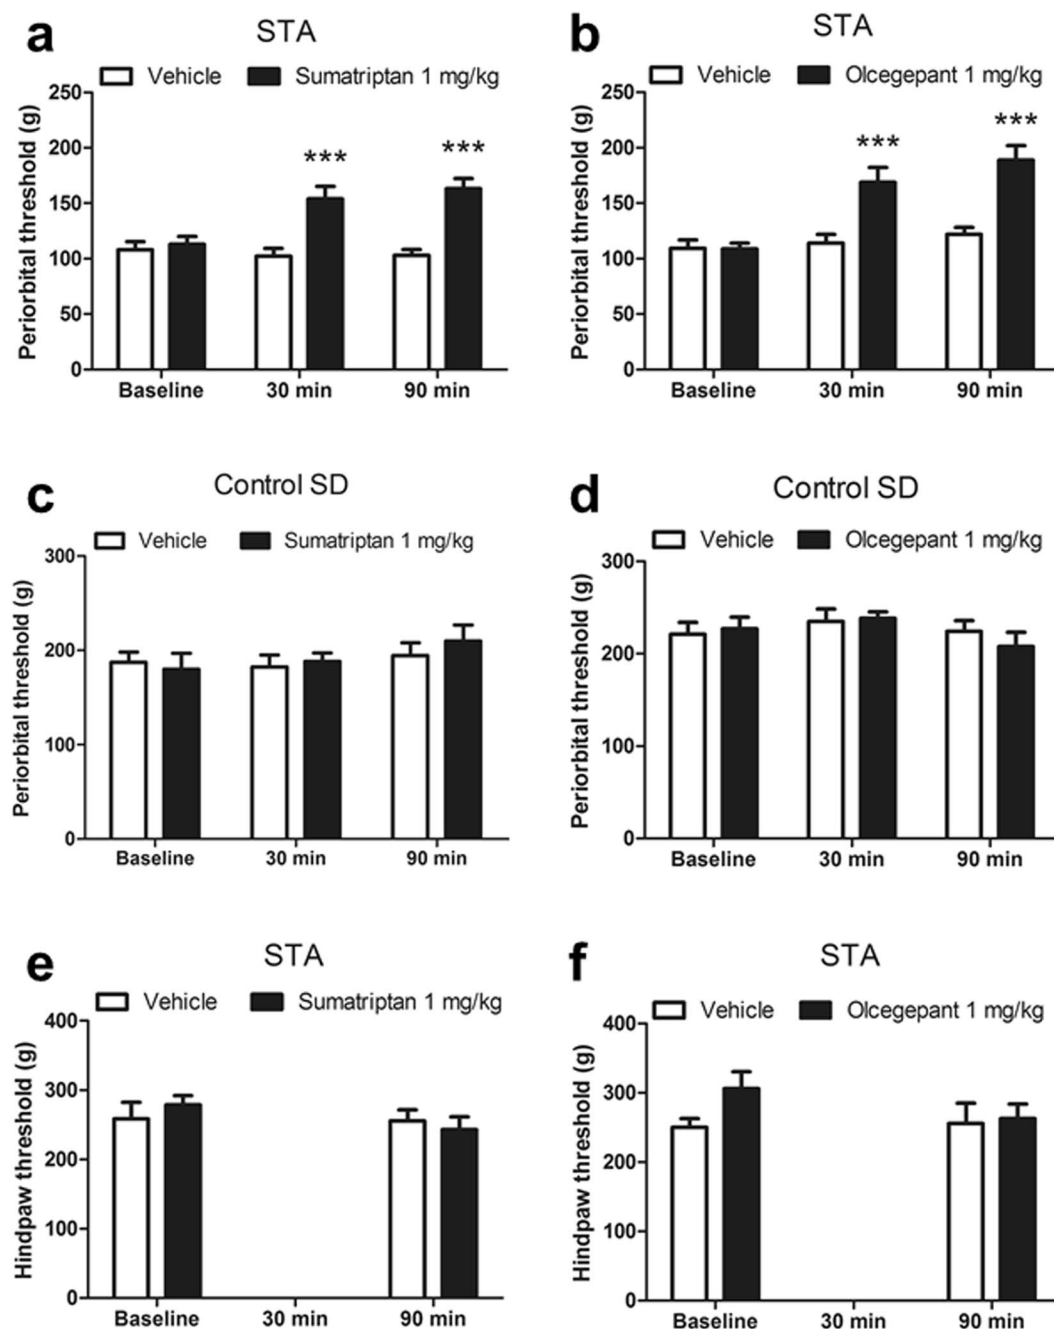 a
STA
Vehicle Sumatriptan 1 mg/kg
Periorbital threshold (g)
250
200
150
100
50
0
*** ***
Baseline 30 min 90 min
b
STA
Vehicle Olcegepant 1 mg/kg
Periorbital threshold (g)
250
200
150
100
50
0
*** ***
Baseline 30 min 90 min
c
Control SD
Vehicle Sumatriptan 1 mg/kg
Periorbital threshold (g)
300
200
100
0
Baseline 30 min 90 min
d
Control SD
Vehicle Olcegepant 1 mg/kg
Periorbital threshold (g)
300
200
100
0
Baseline 30 min 90 min
e
STA
Vehicle Sumatriptan 1 mg/kg
Hindpaw threshold (g)
400
300
200
100
0
Baseline 30 min 90 min
f
STA
Vehicle Olcegepant 1 mg/kg
Hindpaw threshold (g)
400
300
200
100
0
Baseline 30 min 90 min